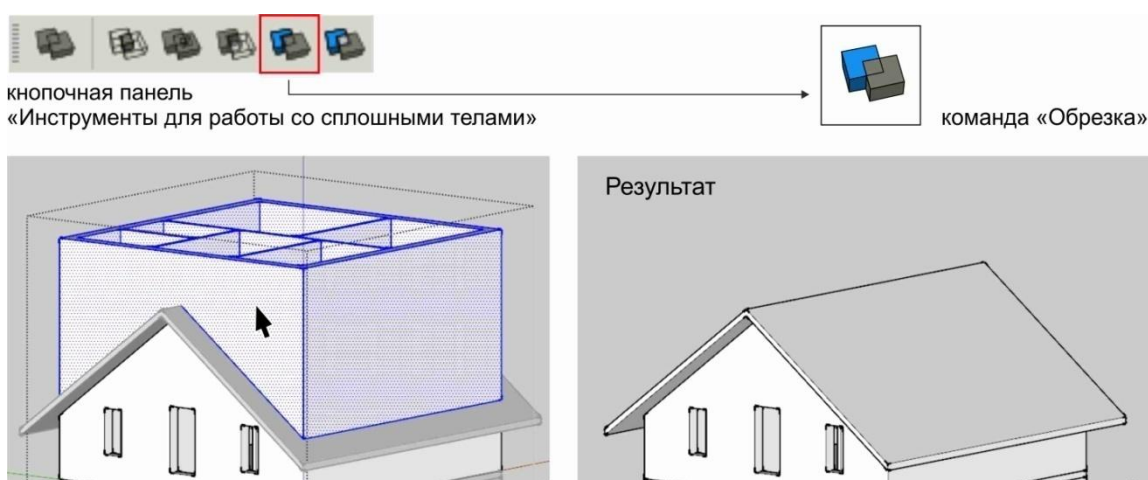 кнопочная панель
«Инструменты для работы со сплошными телами»
команда «Обрезка»
Результат